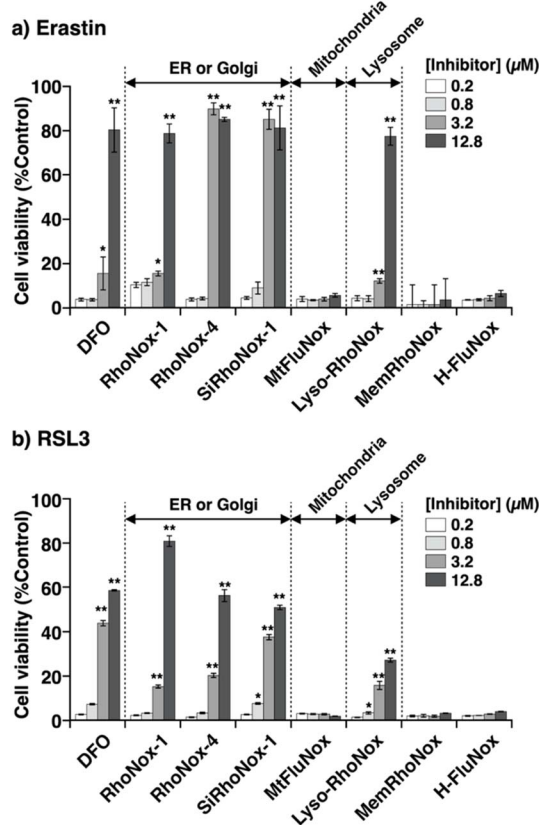 a) Erastin
Mitochondria
Lysosome
ER or Golgi
[Inhibitor] (μM)
0.2
0.8
3.2
12.8
Cell viability (%Control)
100
80
60
40
20
0
**
*
**
*
**
**
**
**
**
**
**
DFO
RhoNox-1
RhoNox-4
SiRhoNox-1
MtFluNox
Lyso-RhoNox
MemRhoNox
H-FluNox
b) RSL3
Mitochondria
Lysosome
ER or Golgi
[Inhibitor] (μM)
0.2
0.8
3.2
12.8
Cell viability (%Control)
100
80
60
40
20
0
**
**
**
**
**
**
*
**
**
*
**
**
DFO
RhoNox-1
RhoNox-4
SiRhoNox-1
MtFluNox
Lyso-RhoNox
MemRhoNox
H-FluNox